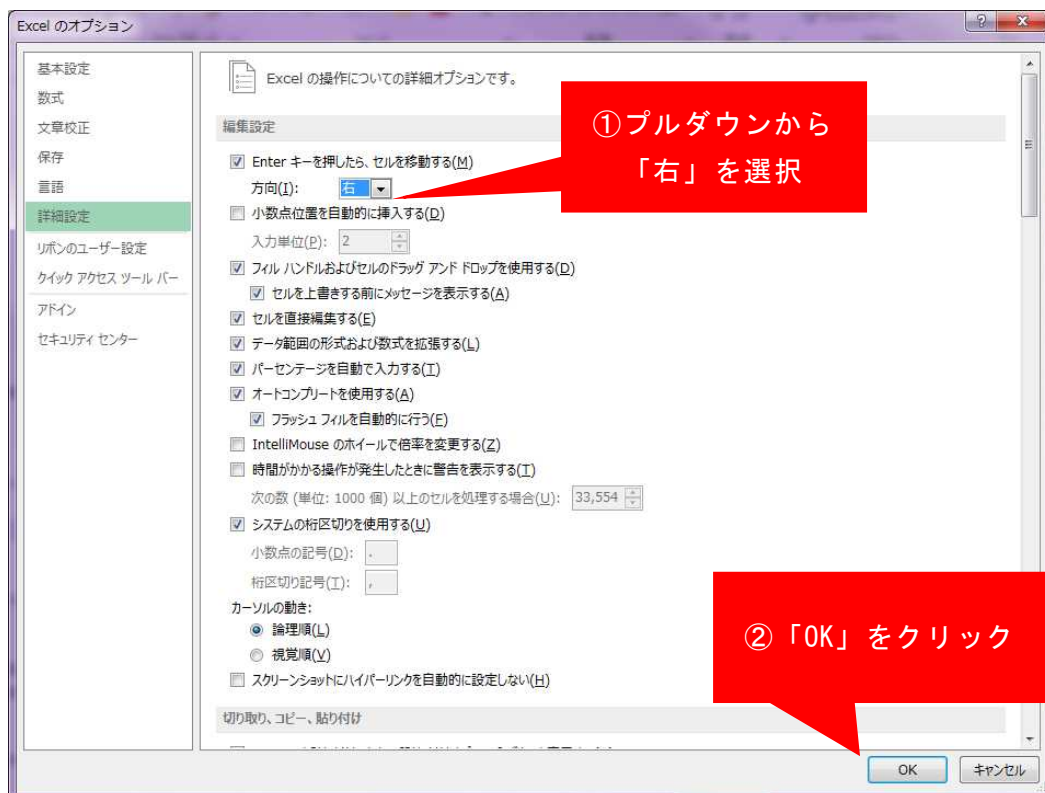 Excel のオプション
基本設定
数式
文章校正
保存
言語
詳細設定
リボンのユーザー設定
クイック アクセス ツール バー
アドイン
セキュリティ センター
Excel の操作についての詳細オプションです。
①プルダウンから
「右」を選択
編集設定
Enter キーを押したら、セルを移動する(M)
方向(I): 右
小数点位置を自動的に挿入する(D)
入力単位(P): 2
フィル ハンドルおよびセルのドラッグ アンド ドロップを使用する(D)
セルを上書きする前にメッセージを表示する(A)
セルを直接編集する(E)
データ範囲の形式および数式を拡張する(L)
パーセンテージを自動で入力する(T)
オートコンプリートを使用する(A)
フラッシュ フィルを自動的に行う(F)
IntelliMouse のホイールで倍率を変更する(Z)
時間がかかる操作が発生したときに警告を表示する(T)
次の数 (単位: 1000 個) 以上のセルを処理する場合(U): 33,554
システムの桁区切りを使用する(U)
小数点の記号(D): .
桁区切り記号(T): ,
カーソルの動き:
論理順(L)
視覚順(V)
スクリーンショットにハイパーリンクを自動的に設定しない(H)
②「OK」をクリック
切り取り、コピー、貼り付け
OK
キャンセル